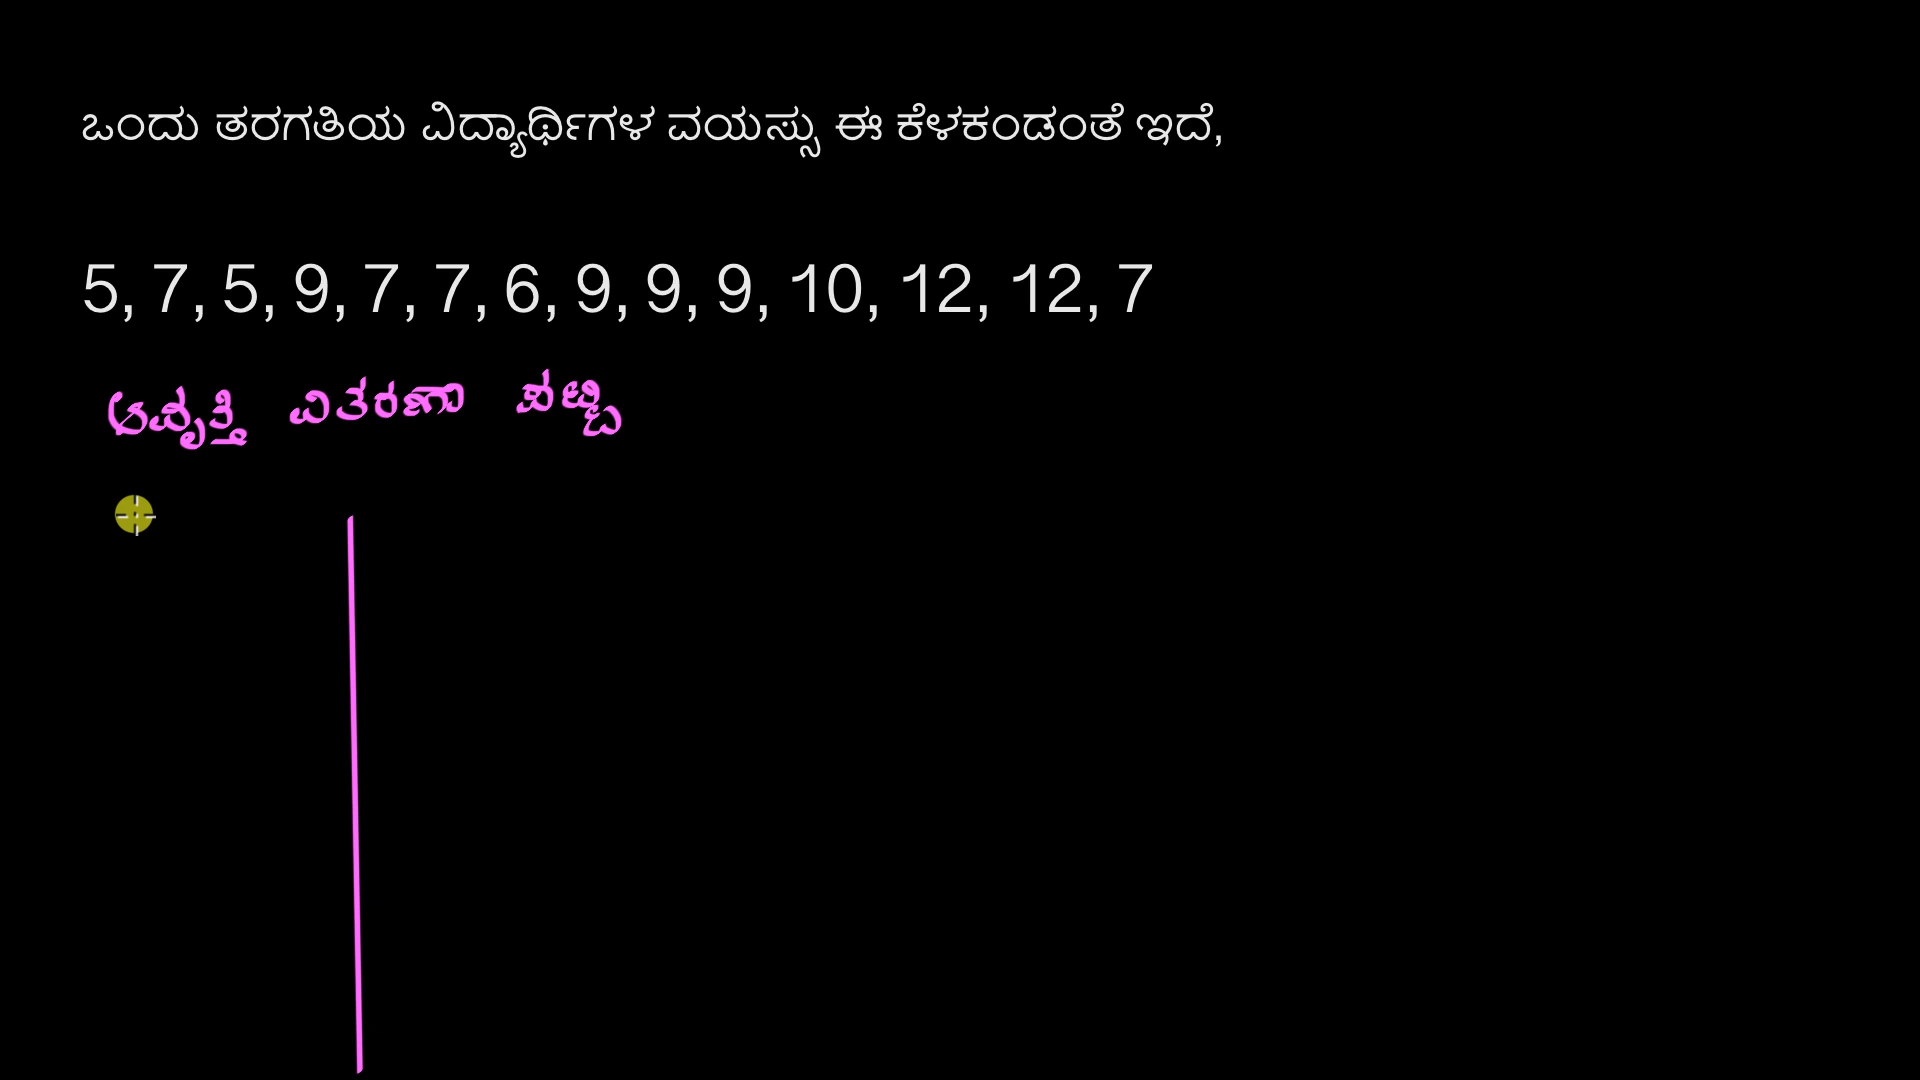 ಒಂದು ತರಗತಿಯ ವಿದ್ಯಾರ್ಥಿಗಳ ವಯಸ್ಸು ಈ ಕೆಳಕಂಡಂತೆ ಇದೆ,
5, 7, 5, 9, 7, 7, 6, 9, 9, 9, 10, 12, 12, 7
ಆವೃತ್ತಿ ವಿತರಣಾ ಪಟ್ಟಿ